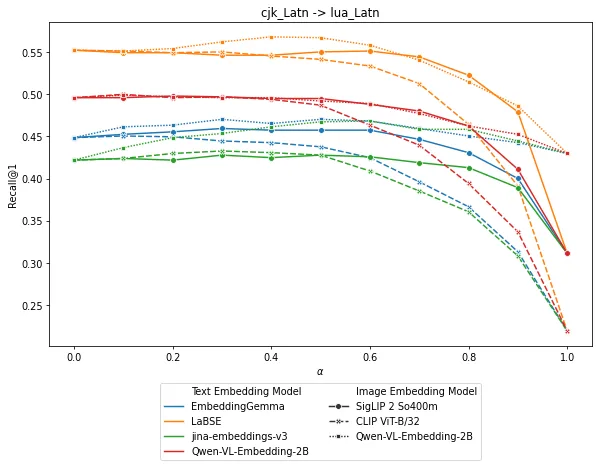 cjk_Latn -> lua_Latn
Recall@1
0.55
0.50
0.45
0.40
0.35
0.30
0.25
0.0 0.2 0.4 0.6 0.8 1.0
α
Text Embedding Model
EmbeddingGemma
LaBSE
jina-embeddings-v3
Qwen-VL-Embedding-2B
Image Embedding Model
SigLIP 2 So400m
CLIP ViT-B/32
Qwen-VL-Embedding-2B